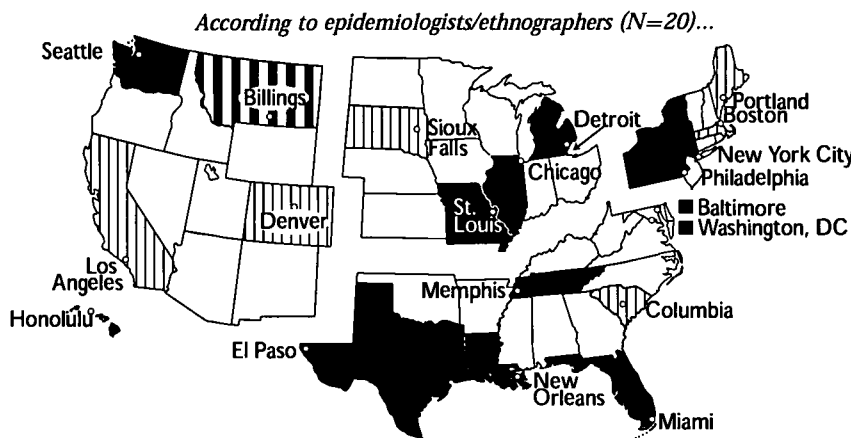 According to epidemiologists/ethnographers (N=20)...
Seattle
Billings
Sioux
Falls
Detroit
Portland
Boston
New York City
Chicago
Philadelphia
Denver
St.
Louis
Baltimore
Washington, DC
Los
Angeles
Memphis
Columbia
Honolulu
El Paso
New
Orleans
Miami